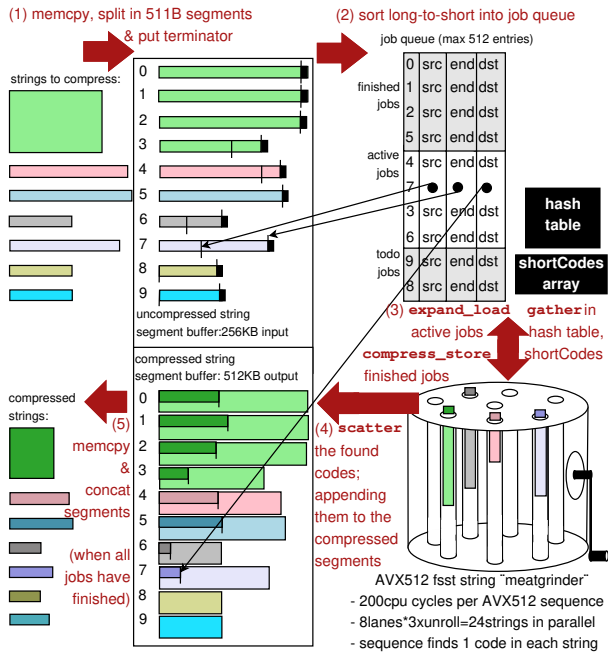 (1) memcpy, split in 511B segments
& put terminator
(2) sort long-to-short into job queue
job queue (max 512 entries)
strings to compress:
0
1
2
3
4
5
6
7
8
9
uncompressed string
segment buffer:256KB input
0 src end dst
finished
jobs
1 src end dst
2 src end dst
5 src end dst
4 src end dst
active
jobs
7
3 src end dst
6 src end dst
todo
jobs
9 src end dst
8 src end dst
hash
table
shortCodes
array
(3) expand_load
active jobs
compress_store
finished jobs
gather in
hash table,
shortCodes
compressed string
segment buffer: 512KB output
0
1
2
3
4
5
6
7
8
9
compressed
strings:
(5)
memcpy
&
concat
segments
(when all
jobs have
finished)
(4) scatter
the found
codes;
appending
them to the
compressed
segments
AVX512 fsst string "meatgrinder"
- 200cpu cycles per AVX512 sequence
- 8lanes*3xunroll=24strings in parallel
- sequence finds 1 code in each string